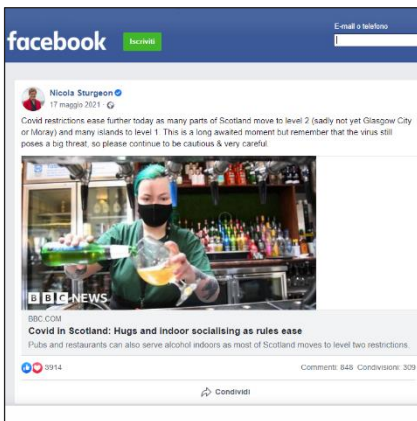 E-mail o telefono
facebook
Iscriviti
Nicola Sturgeon
17 maggio 2021 ·
Covid restrictions ease further today as many parts of Scotland move to level 2 (sadly not yet Glasgow City
or Moray) and many islands to level 1. This is a long awaited moment but remember that the virus still
poses a big threat, so please continue to be cautious & very careful.
BBC NEWS
BBC.COM
Covid in Scotland: Hugs and indoor socialising as rules ease
Pubs and restaurants can also serve alcohol indoors as most of Scotland moves to level two restrictions.
3914
Commenti: 848 Condivisioni: 309
Condividi